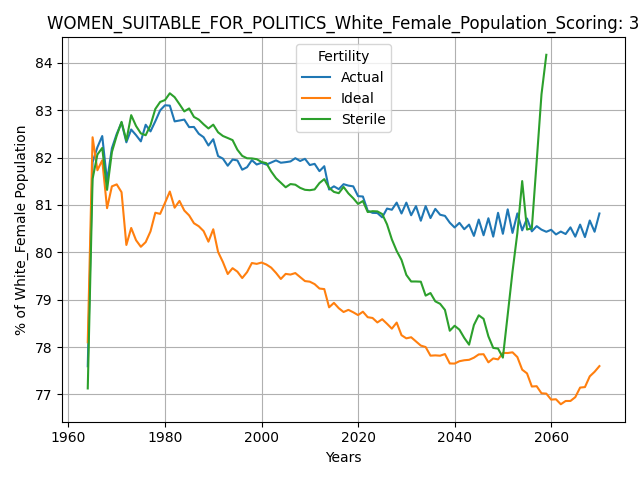 WOMEN_SUITABLE_FOR_POLITICS_White_Female_Population_Scoring: 3
Fertility
Actual
Ideal
Sterile
% of White_Female Population
84
83
82
81
80
79
78
77
1960
1980
2000
2020
2040
2060
Years